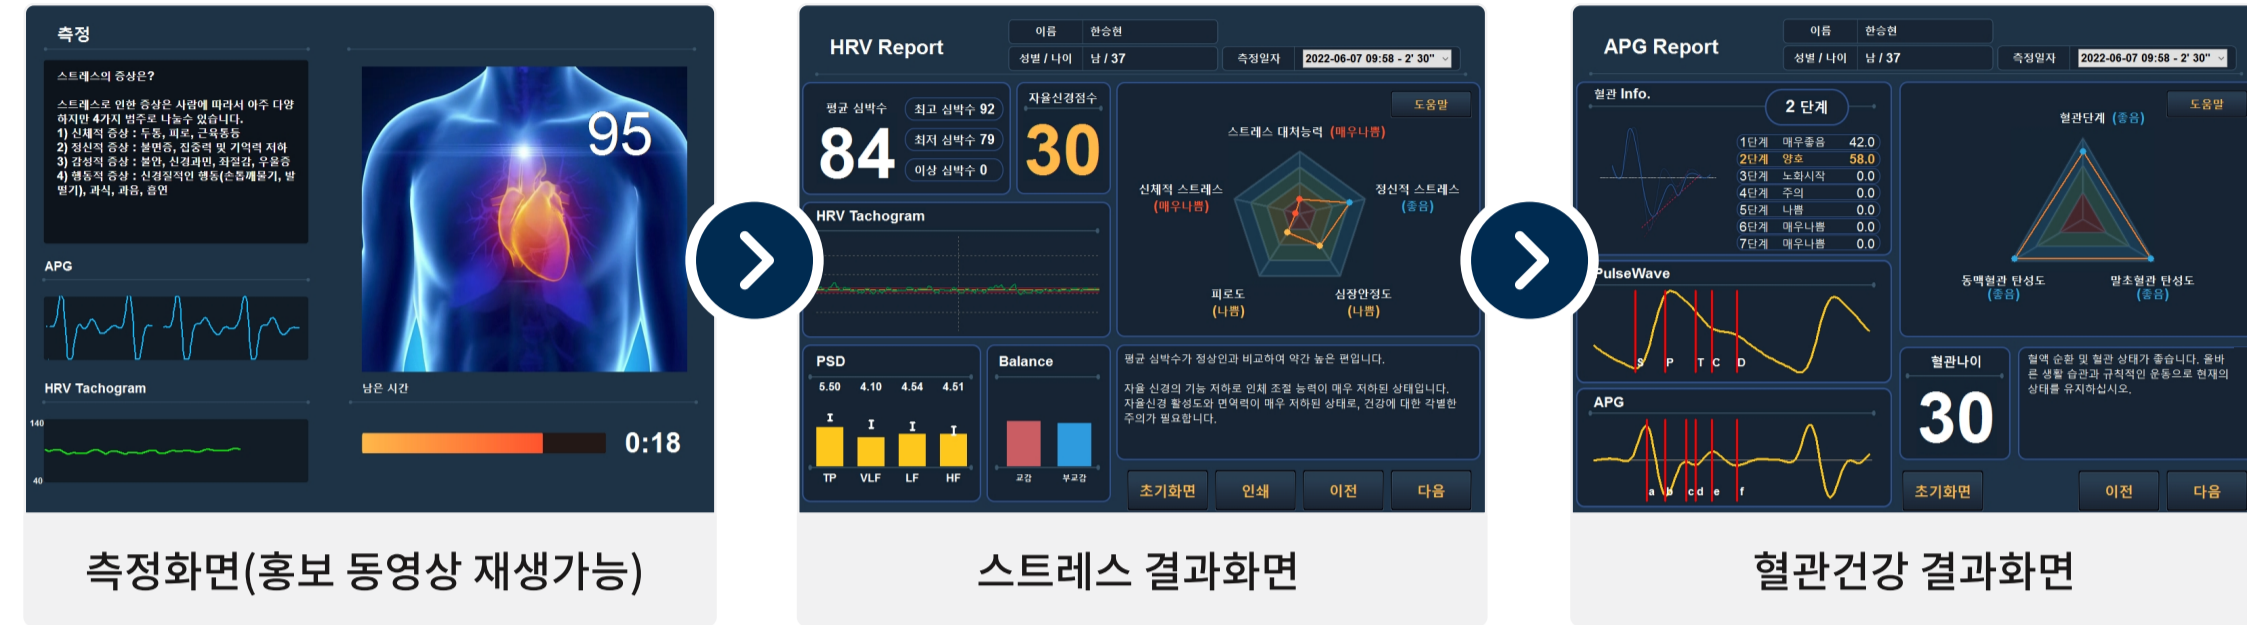 측정
스트레스의 증상은?
스트레스로 인한 증상은 사람에 따라서 아주 다양
하지만 4가지 범주로 나눌수 있습니다.
1) 신체적 증상 : 두통, 피로, 근육통등
2) 정신적 증상 : 불면증, 집중력 및 기억력 저하
3) 감성적 증상 : 불안, 신경과민, 좌절감, 우울증
4) 행동적 증상 : 신경질적인 행동(손톱깨물기, 발
떨기), 과식, 과음, 흡연
95
APG
HRV Tachogram
140
40
남은 시간
0:18
측정화면(홍보 동영상 재생가능)
HRV Report
이름 한승현
성별 / 나이 남 / 37
측정일자 2022-06-07 09:58 - 2' 30"
평균 심박수
84
최고 심박수 92
최저 심박수 79
이상 심박수 0
자율신경점수
30
도움말
스트레스 대처능력 (매우나쁨)
신체적 스트레스
(매우나쁨)
정신적 스트레스
(좋음)
피로도
(나쁨)
심장안정도
(나쁨)
HRV Tachogram
PSD
5.50 4.10 4.54 4.51
TP VLF LF HF
Balance
교감 부교감
평균 심박수가 정상인과 비교하여 약간 높은 편입니다.
자율 신경의 기능 저하로 인체 조절 능력이 매우 저하된 상태입니다.
자율신경 활성도와 면역력이 매우 저하된 상태로, 건강에 대한 각별한
주의가 필요합니다.
초기화면 인쇄 이전 다음
스트레스 결과화면
APG Report
이름 한승현
성별 / 나이 남 / 37
측정일자 2022-06-07 09:58 - 2' 30"
혈관 Info.
2 단계
1단계 매우좋음 42.0
2단계 양호 58.0
3단계 노화시작 0.0
4단계 주의 0.0
5단계 나쁨 0.0
6단계 매우나쁨 0.0
7단계 매우나쁨 0.0
도움말
혈관단계 (좋음)
동맥혈관 탄성도
(좋음)
말초혈관 탄성도
(좋음)
PulseWave
S P T C D
APG
a b c d e f
혈관나이
30
혈액 순환 및 혈관 상태가 좋습니다. 올바
른 생활 습관과 규칙적인 운동으로 현재의
상태를 유지하십시오.
초기화면 이전 다음
혈관건강 결과화면